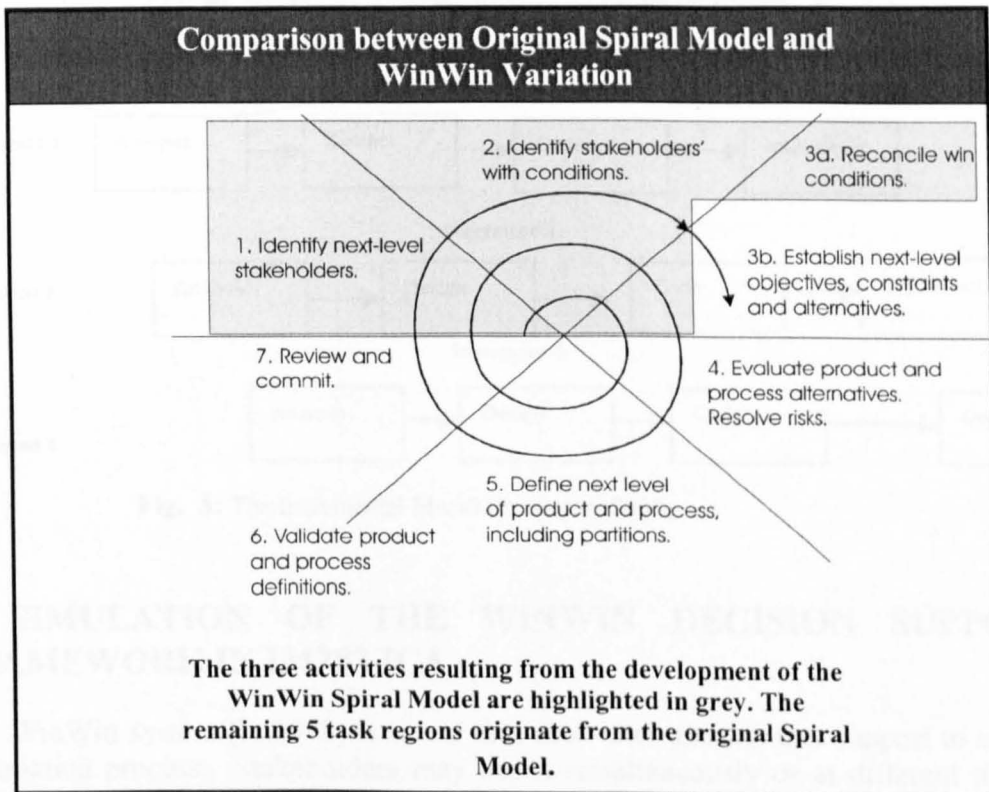 Comparison between Original Spiral Model and
WinWin Variation
2. Identify stakeholders'
with conditions.
3a. Reconcile win
conditions.
1. Identify next-level
stakeholders.
3b. Establish next-level
objectives, constraints
and alternatives.
7. Review and
commit.
4. Evaluate product and
process alternatives.
Resolve risks.
5. Define next level
of product and process,
including partitions.
6. Validate product
and process
definitions.
The three activities resulting from the development of the
WinWin Spiral Model are highlighted in grey. The
remaining 5 task regions originate from the original Spiral
Model.